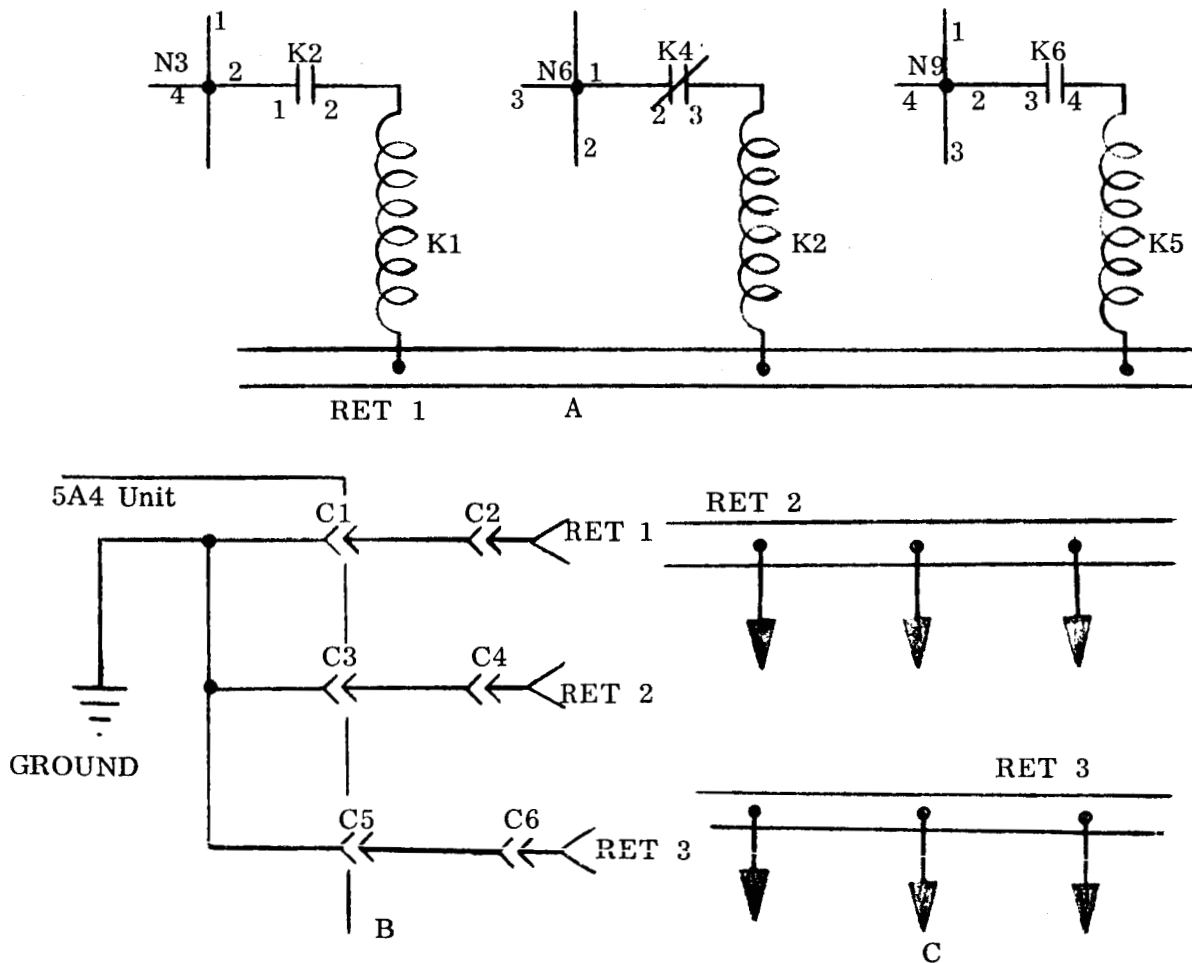 1
N3 2 K2
4 1 2
K1
N6 1 K4
3 2 3
2
K2
1
N9 K6
4 2 3 4
3
K5
RET 1 A
5A4 Unit
C1 C2 RET 1
C3 C4 RET 2
GROUND
C5 C6 RET 3
B
RET 2
RET 3
C